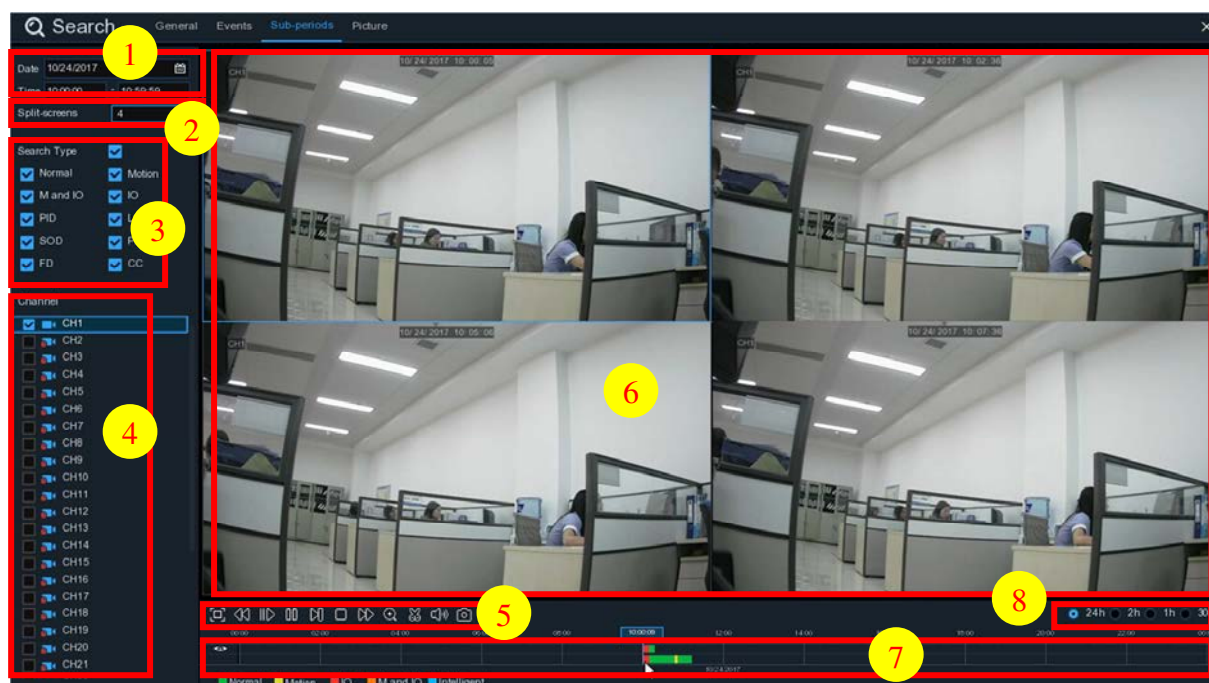 Search General Events Sub-periods Picture
1
Date 10/24/2017
Time 10:00:00 - 10:59:59
Split-screens 4
2
Search Type
Normal Motion
M and IO IO
PID
3
SOD
FD CC
Channel
CH1
CH2
CH3
CH4
CH5
CH6
CH7
CH8
CH9
CH10
CH11
CH12
CH13
CH14
CH15
CH16
CH17
CH18
CH19
CH20
CH21
4
CH1 10/24/2017 10:00:05
CH1 10/24/2017 10:02:36
CH1 10/24/2017 10:05:06
CH1 10/24/2017 10:07:36
6
5
8
24h 2h 1h 30
00:00 02:00 04:00 08:00 10:00:09 12:00 14:00 18:00 20:00 22:00
7
10/24/2017
Normal Motion IO M and IO Intelligent